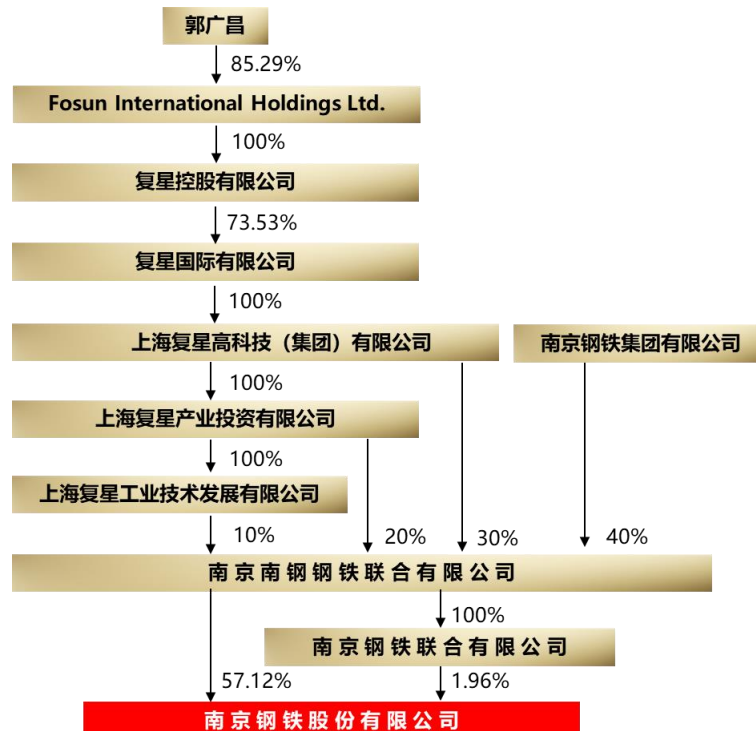 郭广昌
85.29%
Fosun International Holdings Ltd.
100%
复星控股有限公司
73.53%
复星国际有限公司
100%
上海复星高科技（集团）有限公司
南京钢铁集团有限公司
100%
上海复星产业投资有限公司
100%
上海复星工业技术发展有限公司
10%
20%
30%
40%
南京南钢钢铁联合有限公司
100%
南京钢铁联合有限公司
57.12%
1.96%
南京钢铁股份有限公司